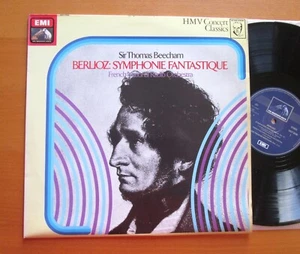 EMI
HMV Concert
Classics
Sir Thomas Beecham
BERLIOZ: SYMPHONIE FANTASTIQUE
French National Radio Orchestra
EMI